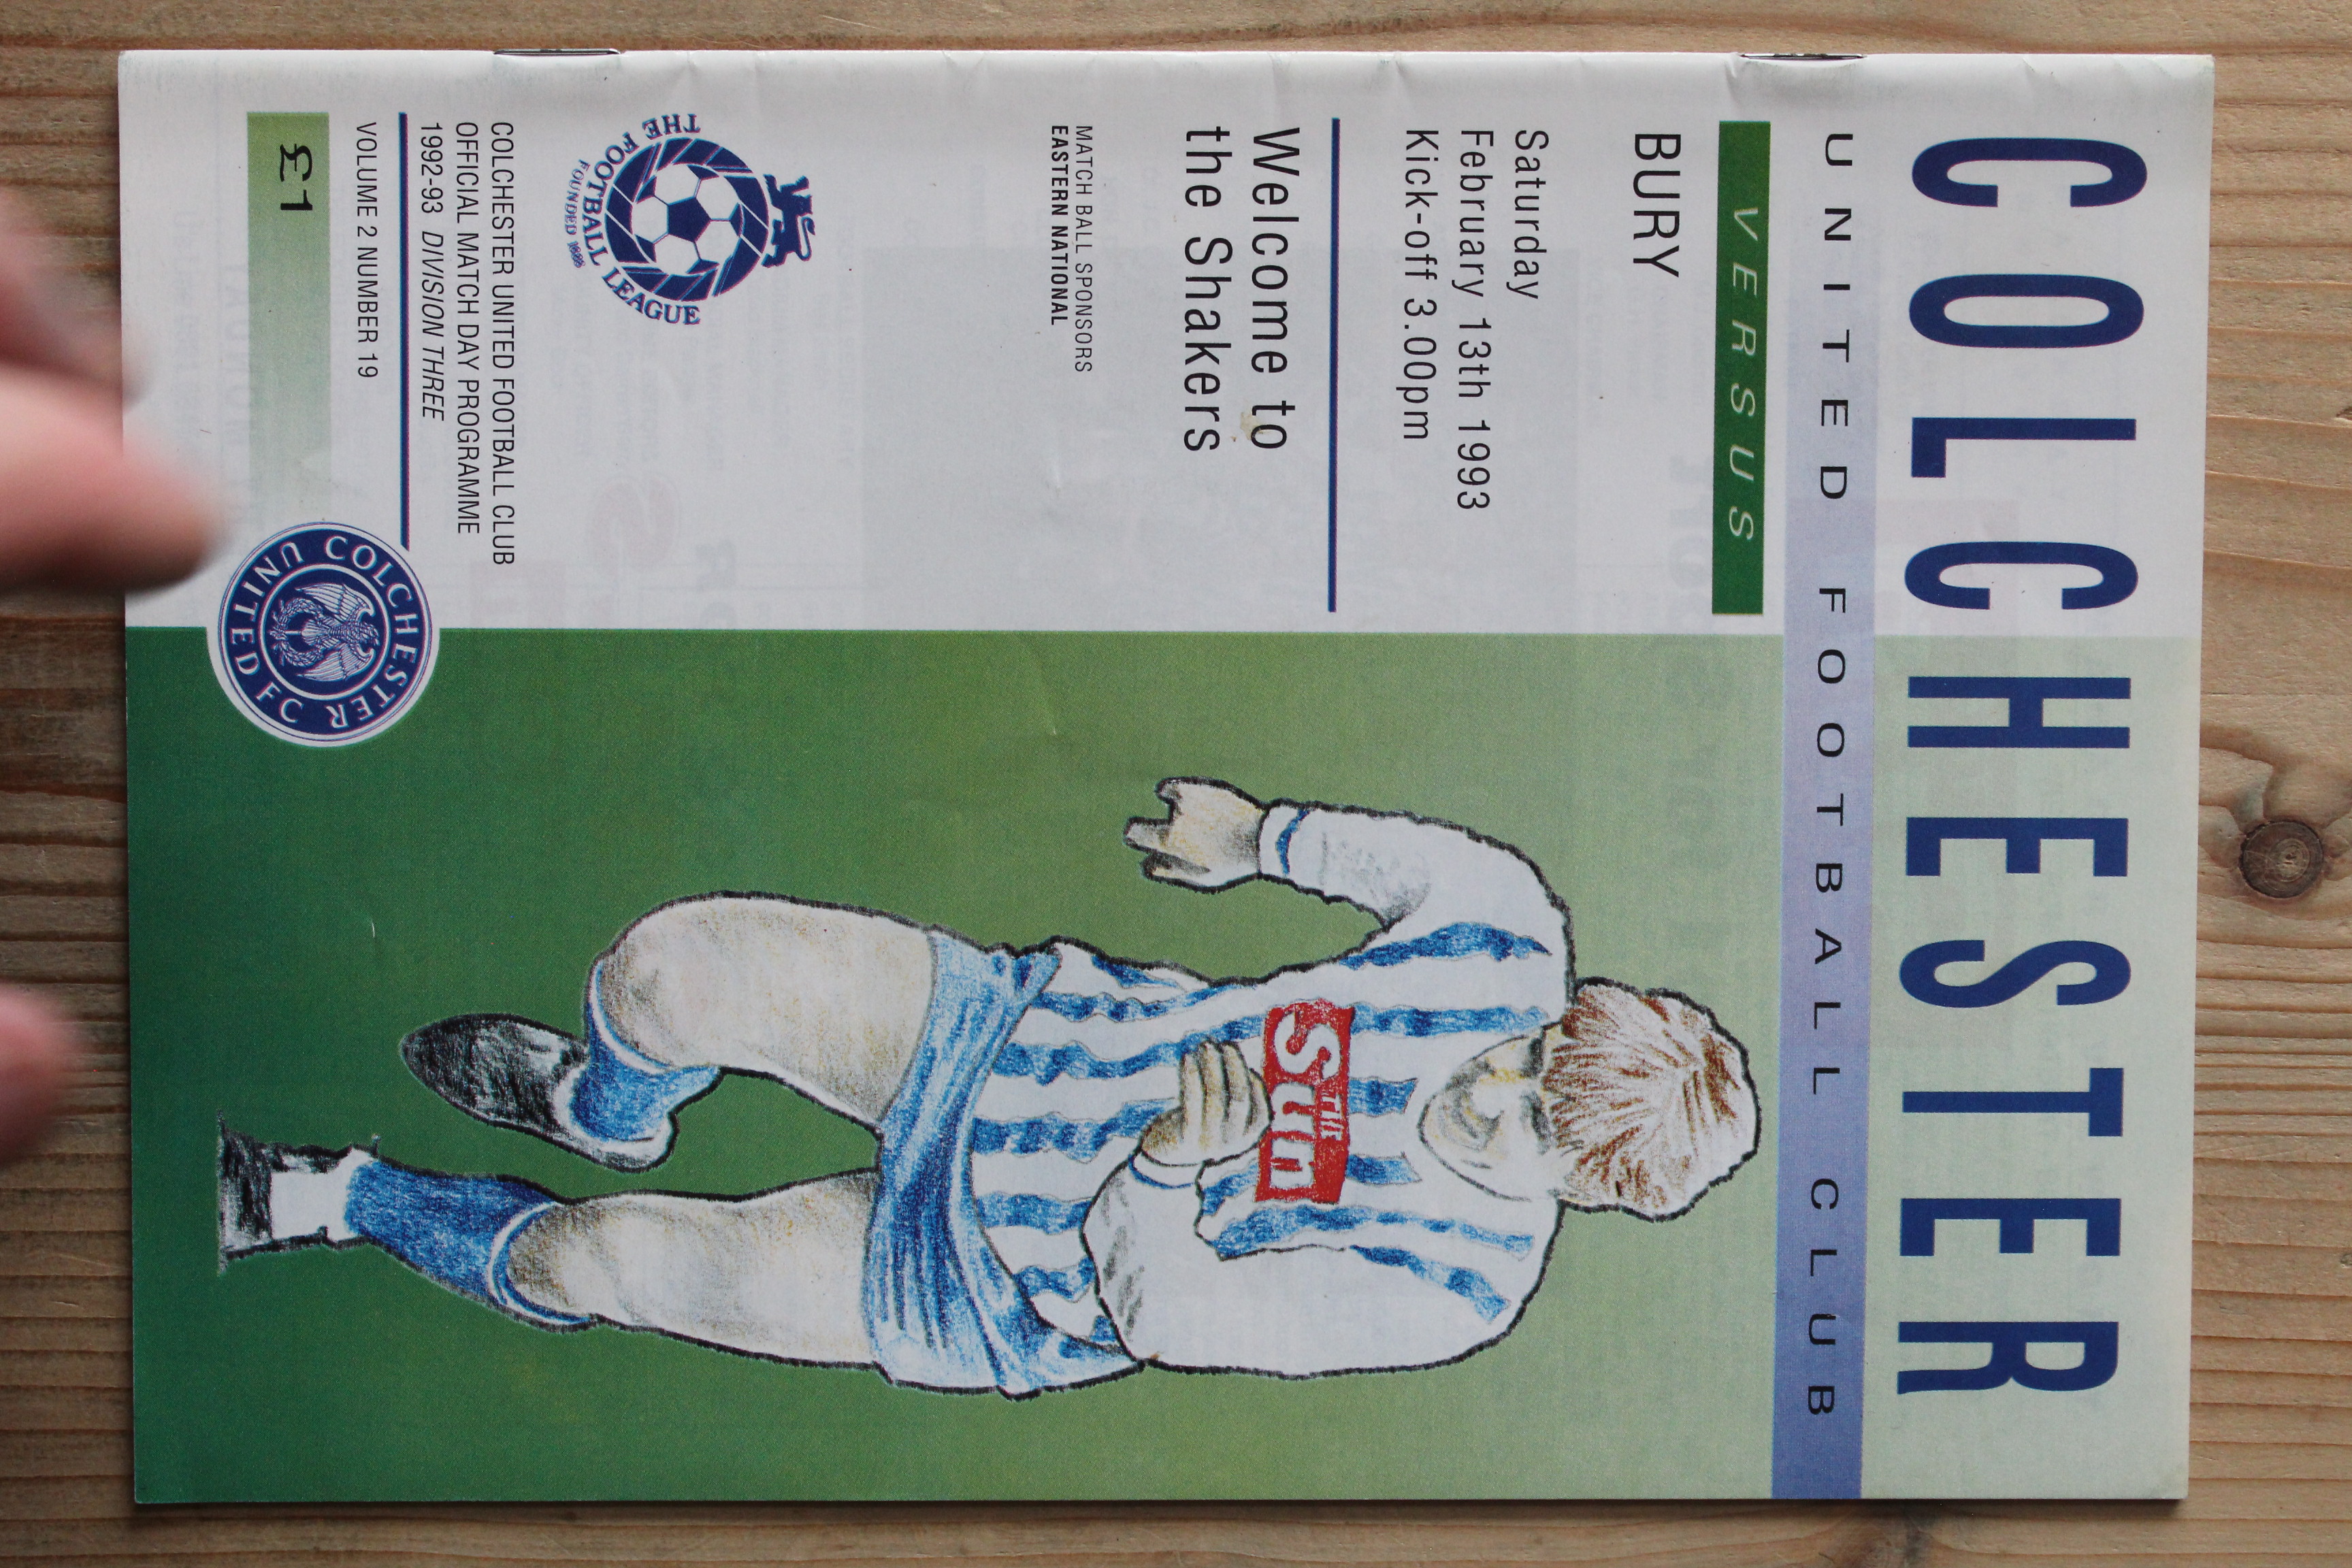 COLCHESTER
UNITED FOOTBALL CLUB
VERSUS
BURY
Saturday
February 13th 1993
Kick-off 3.00pm
Welcome to
the Shakers
MATCH BALL SPONSORS
EASTERN NATIONAL
THE Sun
THE FOOTBALL LEAGUE
FOUNDED 1888
COLCHESTER UNITED FOOTBALL CLUB
OFFICIAL MATCH DAY PROGRAMME
1992-93 DIVISION THREE
VOLUME 2 NUMBER 19
£1
COLCHESTER
UNITED FC